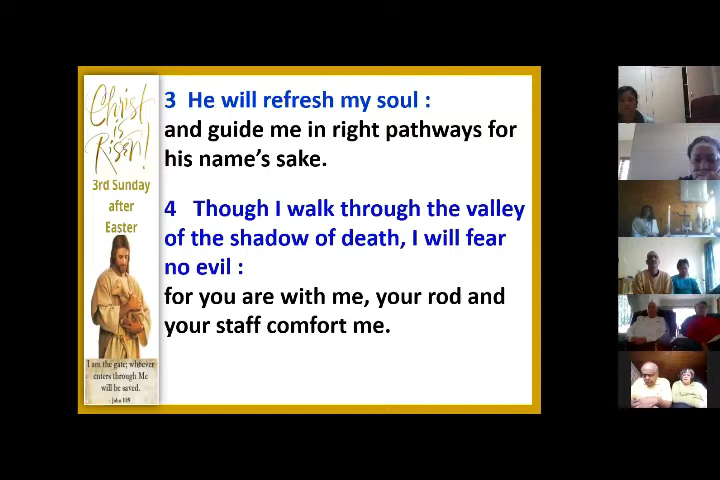 Christ
is
Risen!
3rd Sunday
after
Easter
I am the gate; whoever
enters through Me
will be saved.
- John 10:9
3 He will refresh my soul :
and guide me in right pathways for
his name's sake.
4 Though I walk through the valley
of the shadow of death, I will fear
no evil :
for you are with me, your rod and
your staff comfort me.